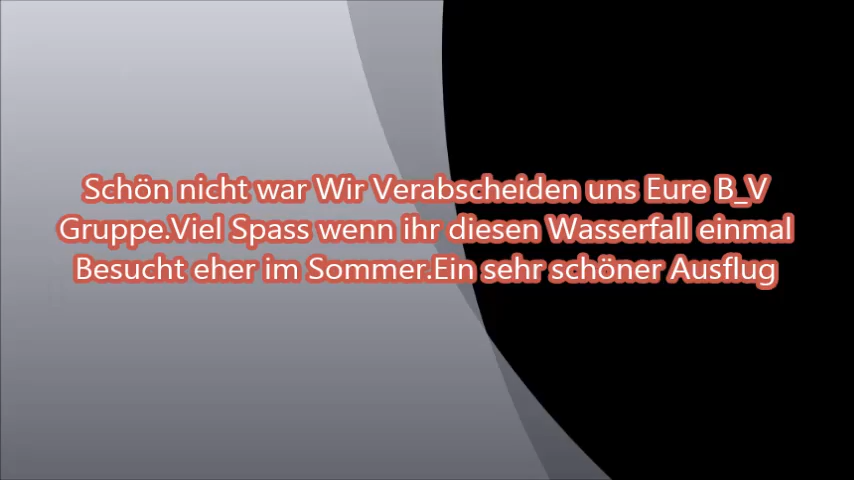 Schön nicht war Wir Verabscheiden uns Eure B_V
Gruppe.Viel Spass wenn ihr diesen Wasserfall einmal
Besucht eher im Sommer.Ein sehr schöner Ausflug